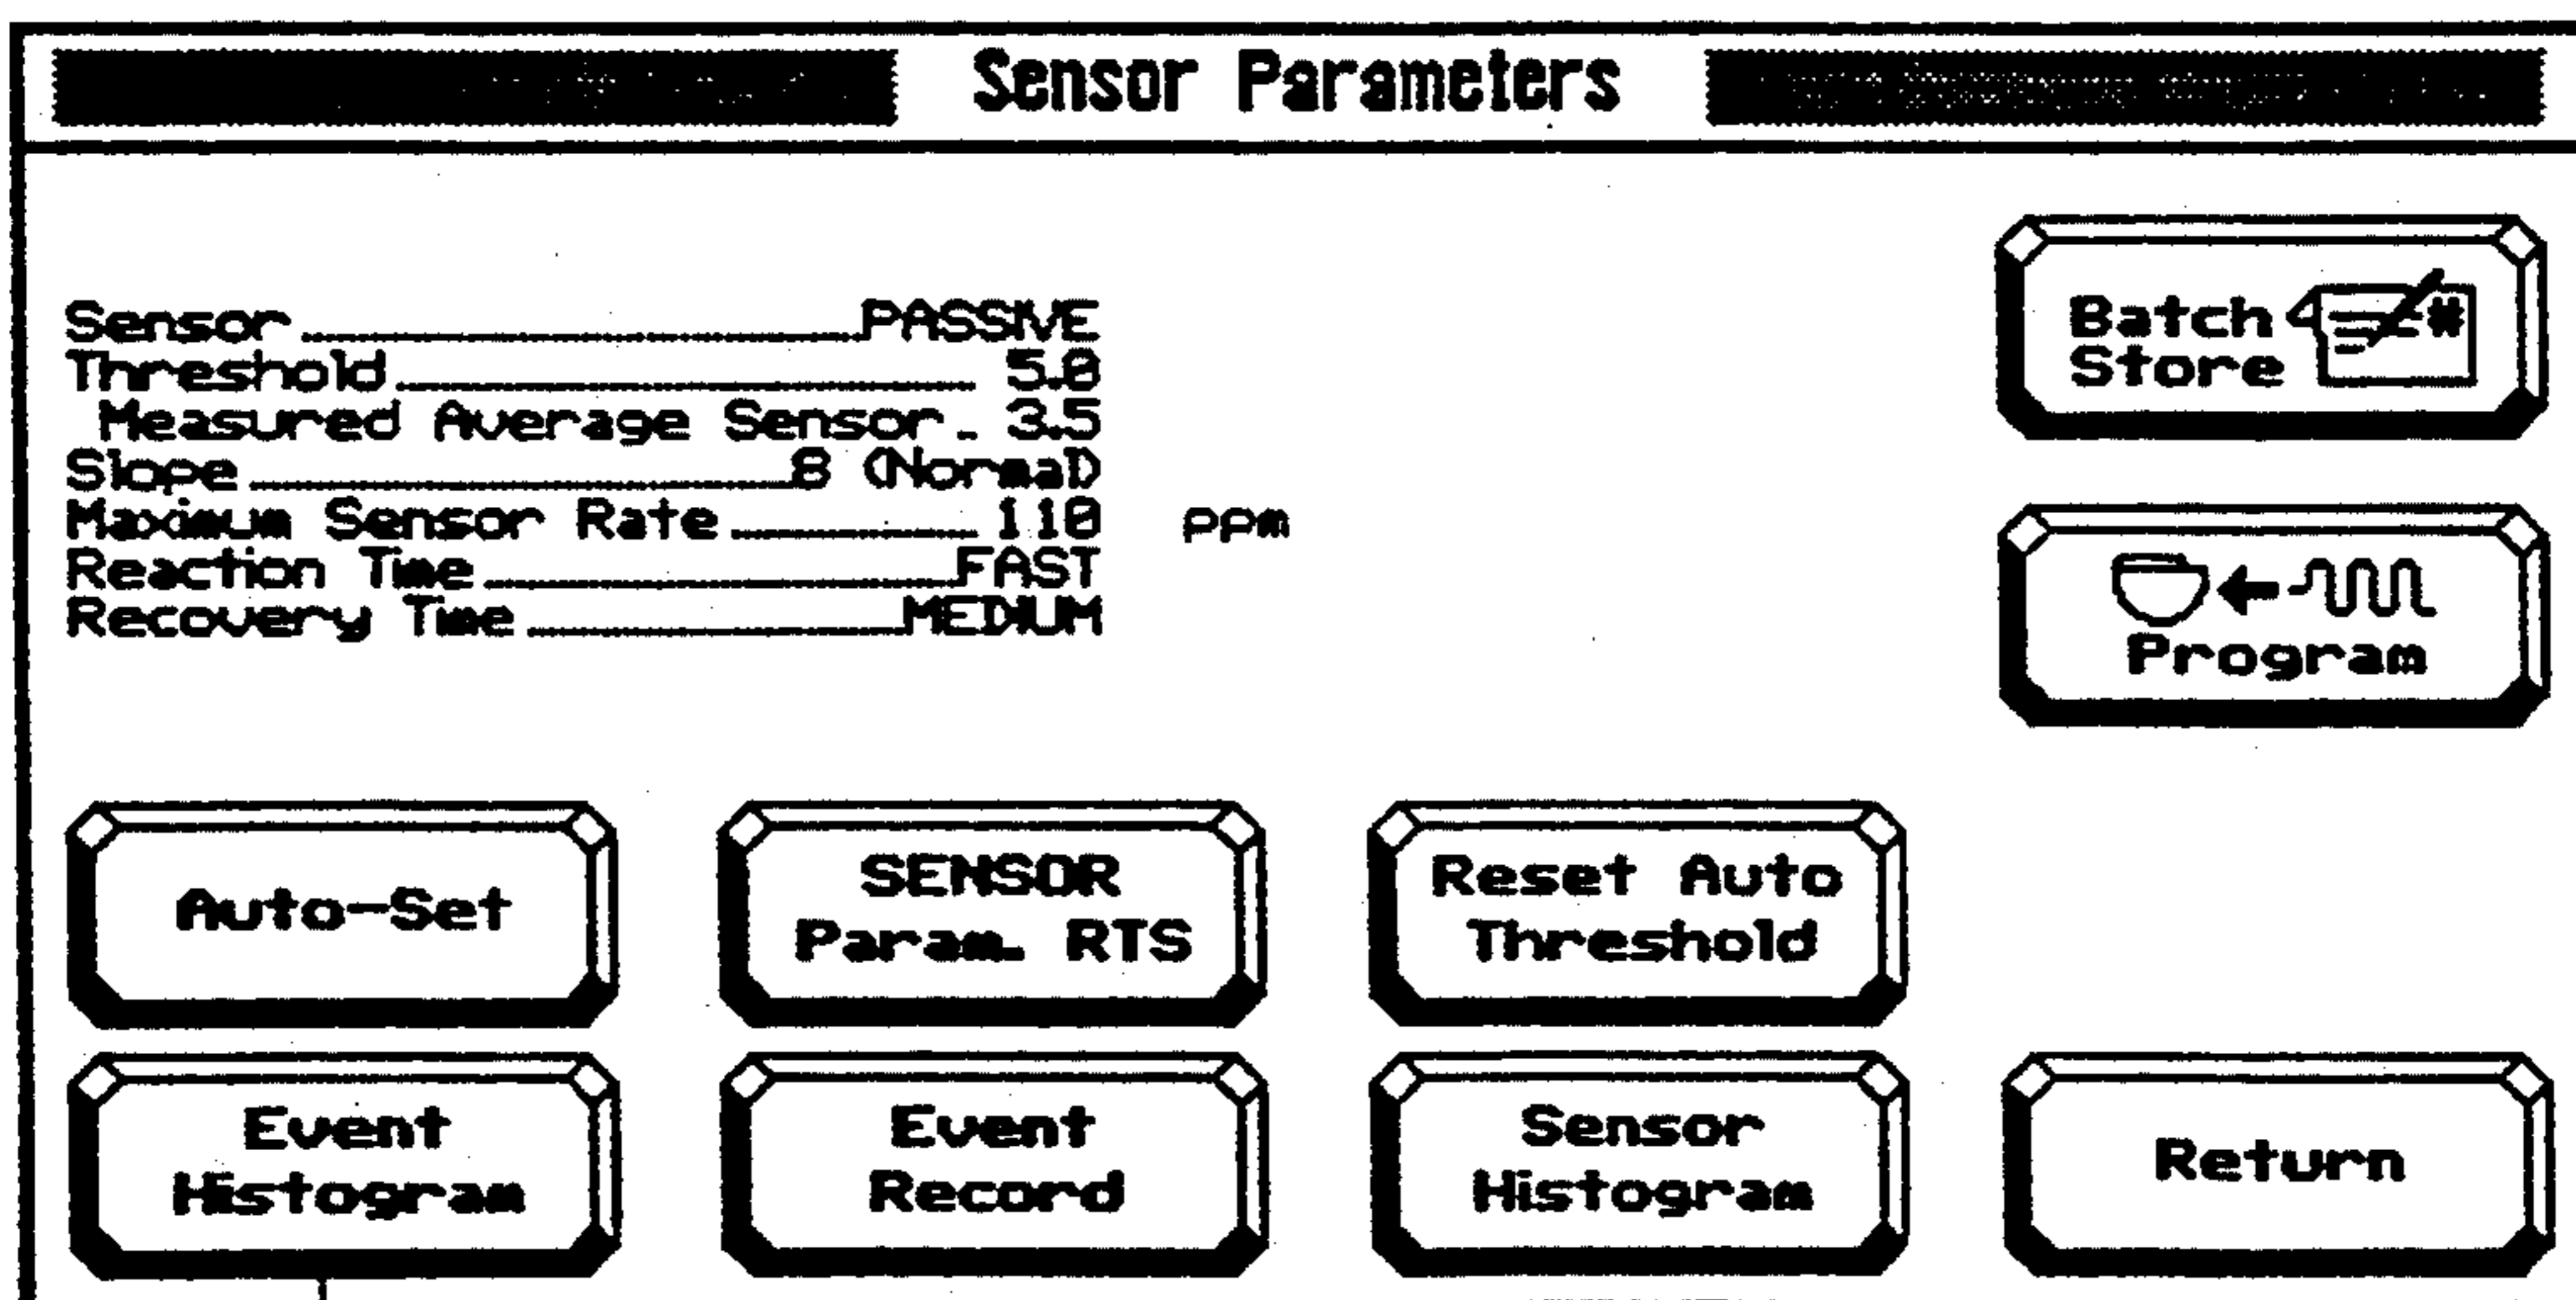 Sensor Parameters
Sensor PASSIVE
Threshold 5.0
Measured Average Sensor 3.5
Slope 8 (Normal)
Maximum Sensor Rate 110 ppm
Reaction Time FAST
Recovery Time MEDIUM
Batch #
Store
Program
Auto-Set
SENSOR
Param. RTS
Reset Auto
Threshold
Event
Histogram
Event
Record
Sensor
Histogram
Return